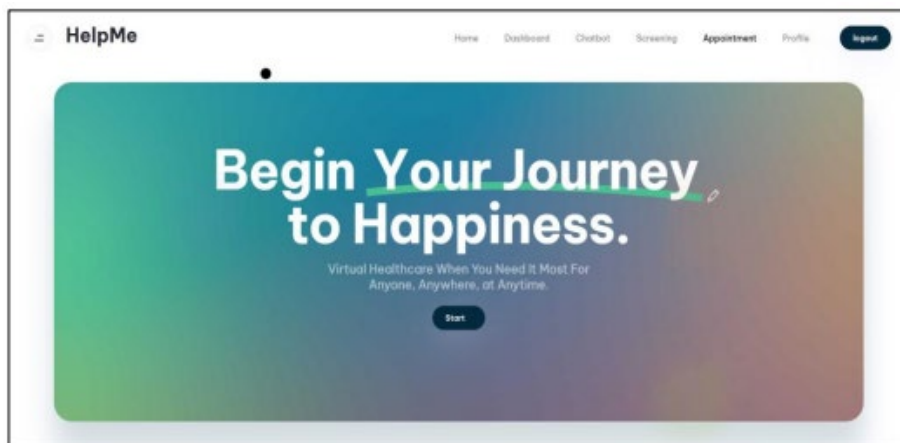 HelpMe
Home Dashboard Chatbot Screening Appointment Profile logout
Begin Your Journey
to Happiness.
Virtual Healthcare When You Need It Most For
Anyone, Anywhere, at Anytime.
Start